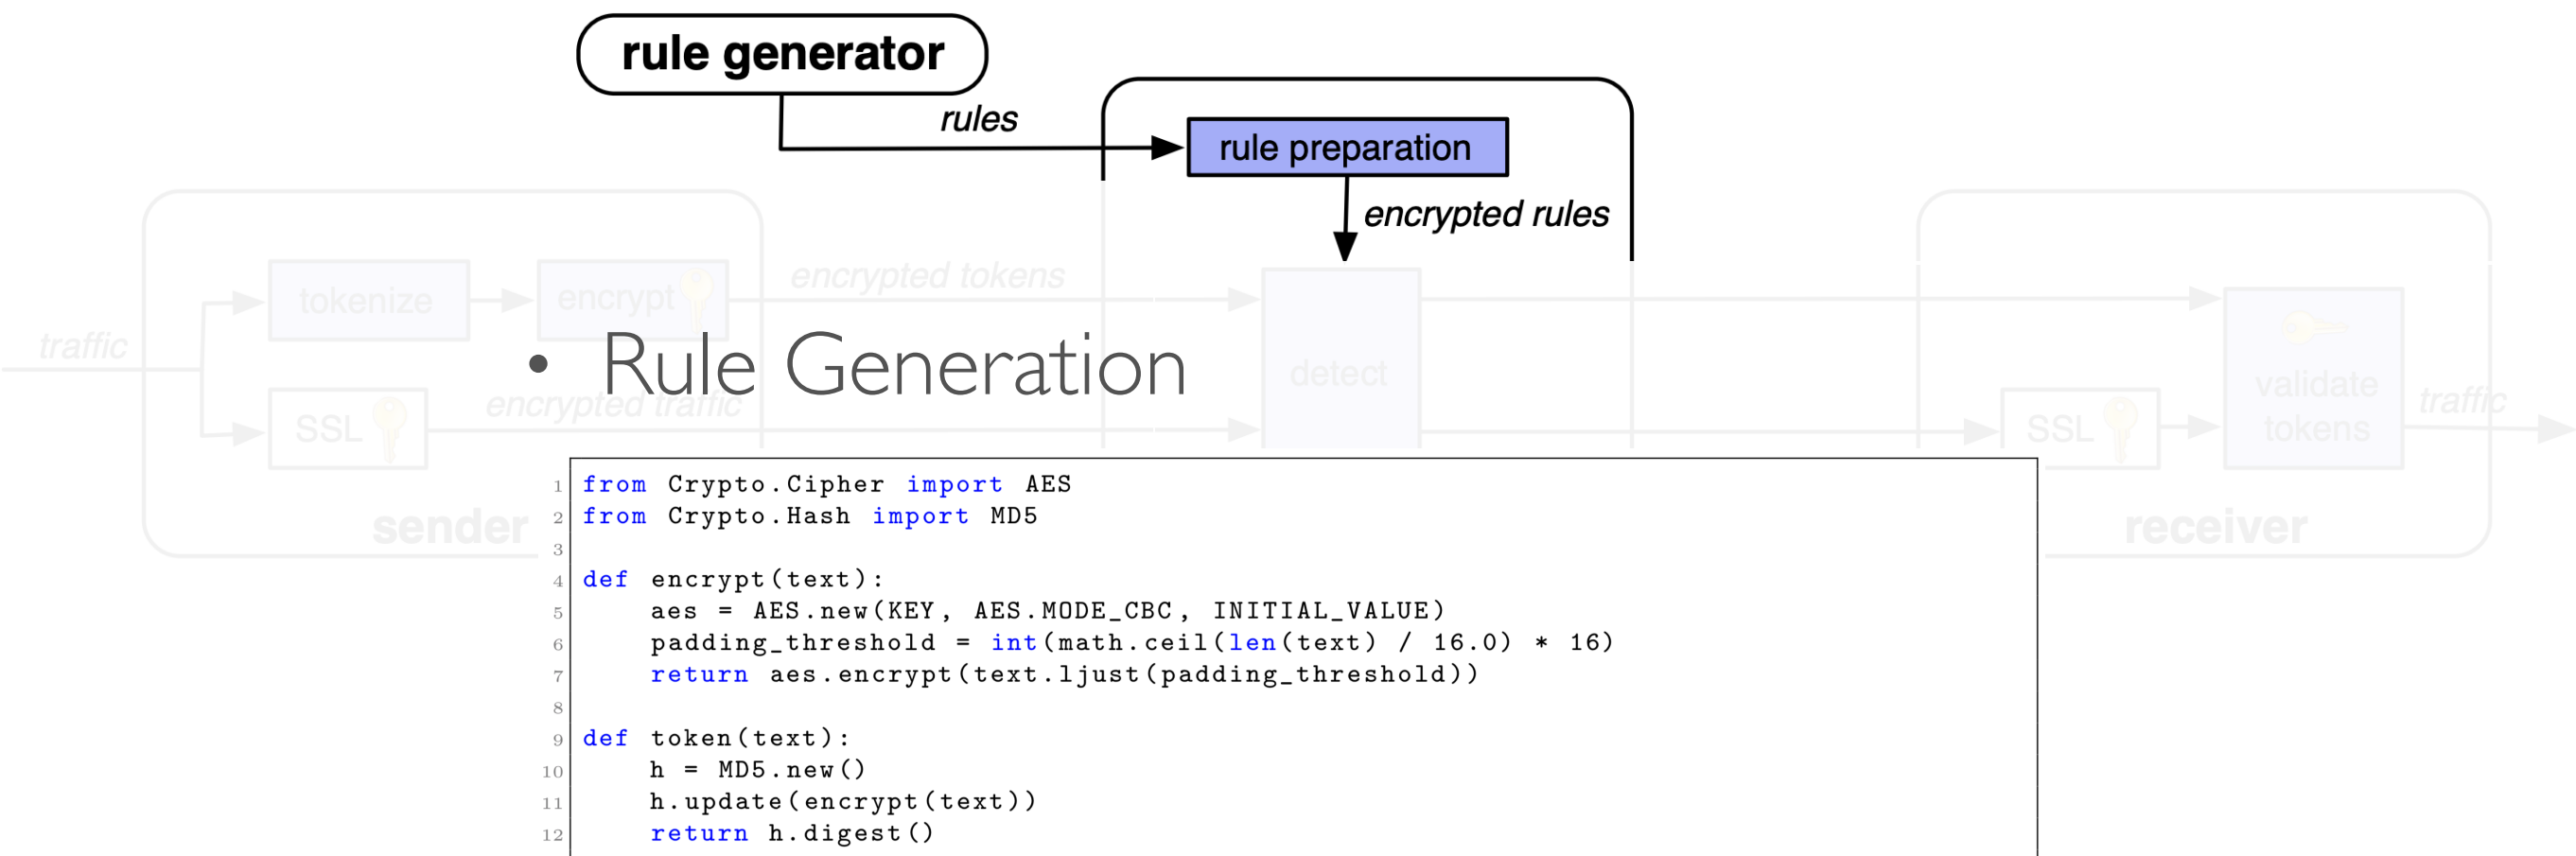 rule generator
rules
rule preparation
encrypted rules
tokenize
encrypt
encrypted tokens
traffic
• Rule Generation
detect
validate
tokens
SSL
encrypted traffic
SSL
traffic
sender
receiver
1 from Crypto.Cipher import AES
2 from Crypto.Hash import MD5
3
4 def encrypt(text):
5     aes = AES.new(KEY, AES.MODE_CBC, INITIAL_VALUE)
6     padding_threshold = int(math.ceil(len(text) / 16.0) * 16)
7     return aes.encrypt(text.ljust(padding_threshold))
8
9 def token(text):
10     h = MD5.new()
11     h.update(encrypt(text))
12     return h.digest()